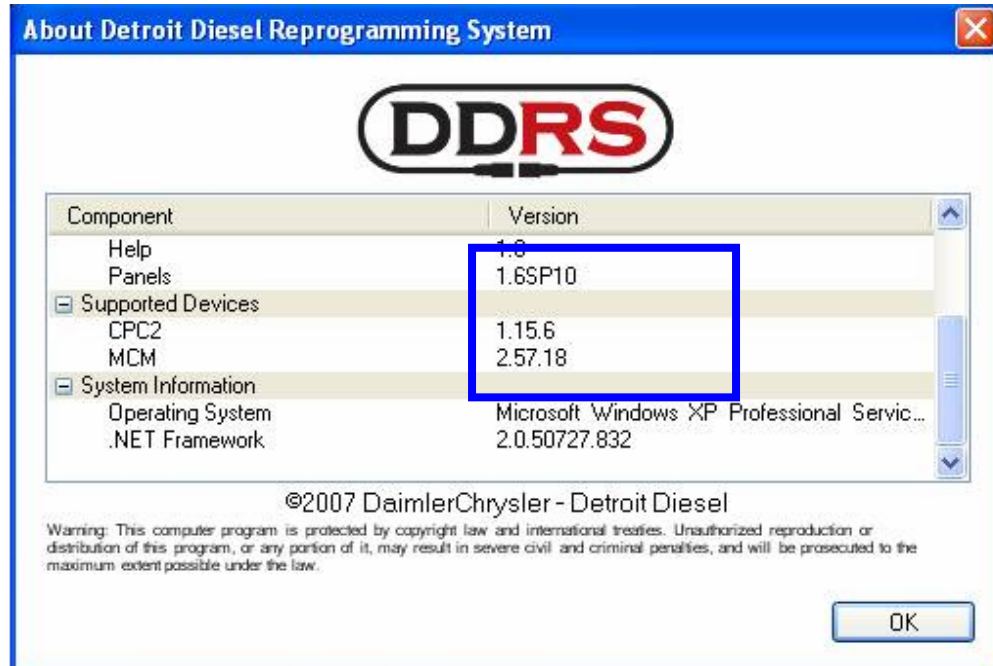 About Detroit Diesel Reprogramming System
DDRS
Component Version
Help 1.6
Panels 1.6SP10
Supported Devices
CPC2 1.15.6
MCM 2.57.18
System Information
Operating System Microsoft Windows XP Professional Servic...
.NET Framework 2.0.50727.832
©2007 DaimlerChrysler - Detroit Diesel
Warning: This computer program is protected by copyright law and international treaties. Unauthorized reproduction or
distribution of this program, or any portion of it, may result in severe civil and criminal penalties, and will be prosecuted to the
maximum extent possible under the law.
OK